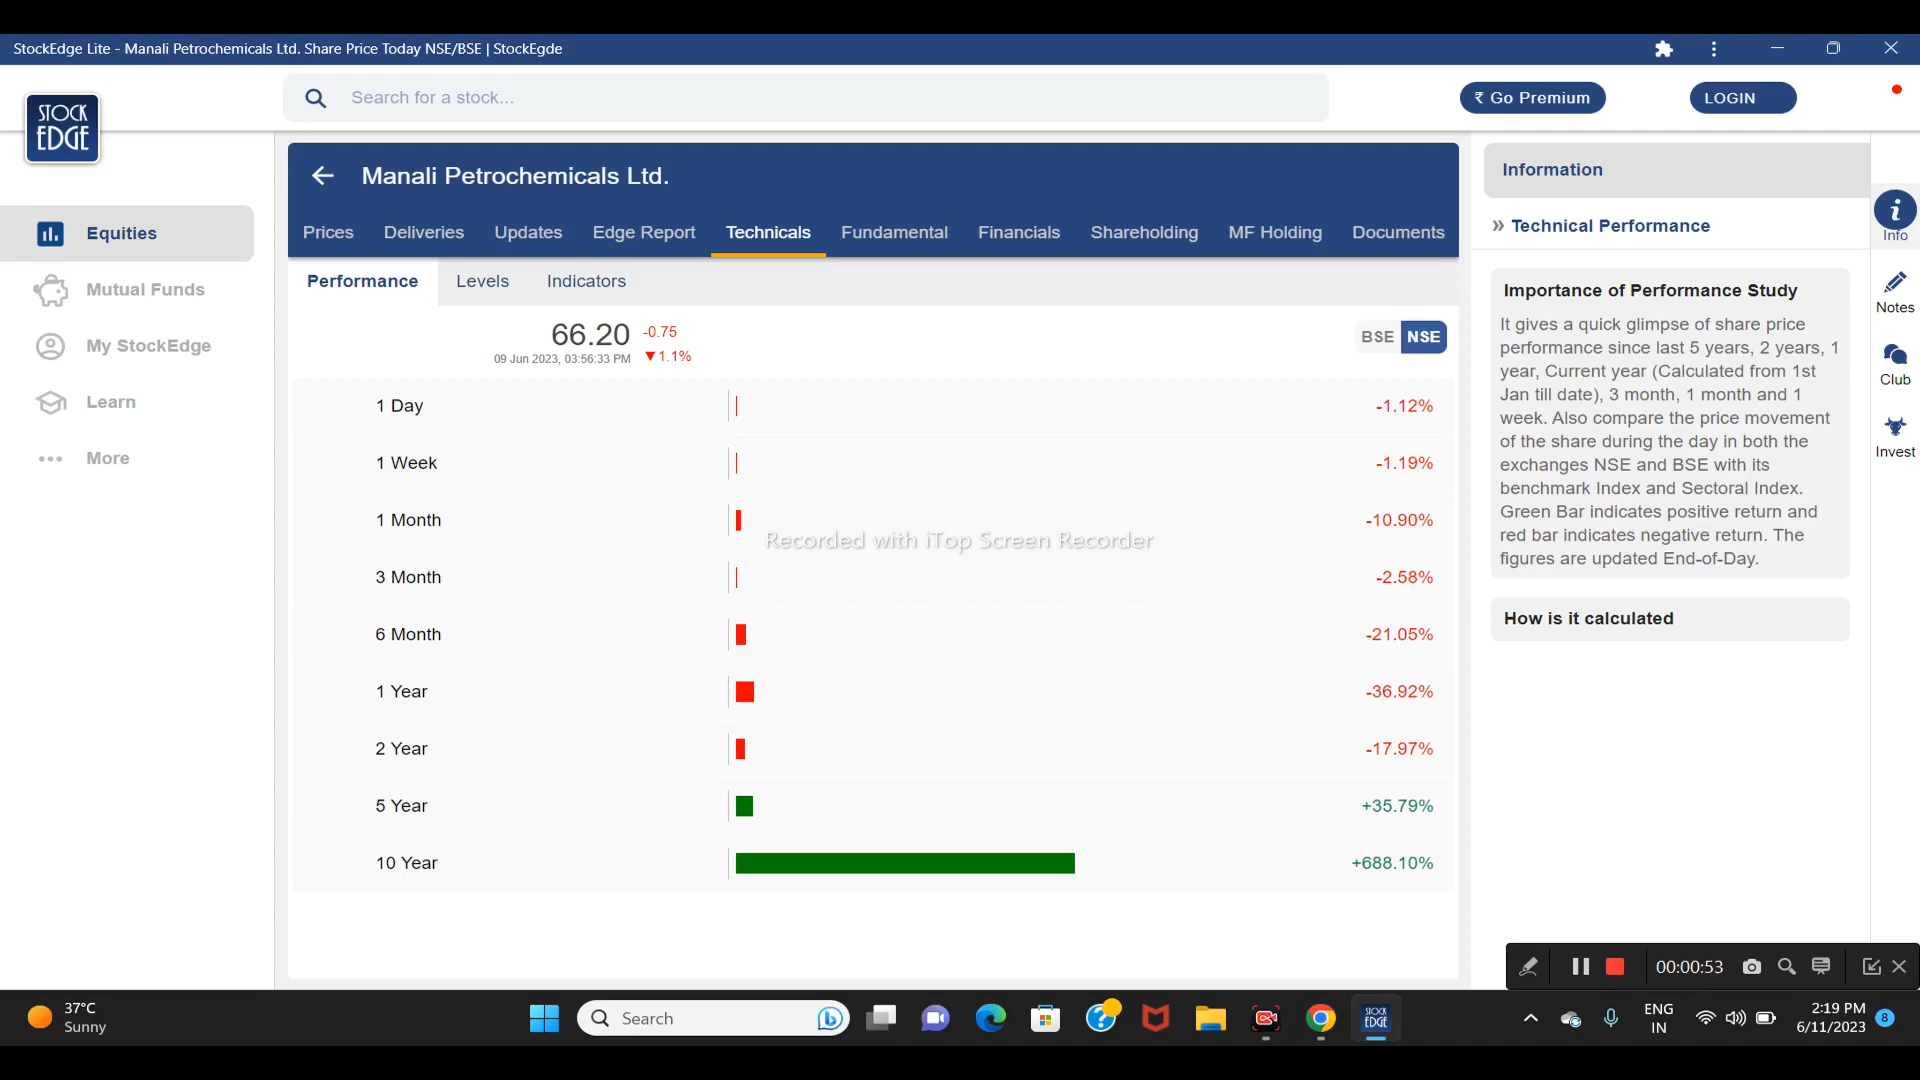 StockEdge Lite - Manali Petrochemicals Ltd. Share Price Today NSE/BSE | StockEgde
STOCK EDGE
Search for a stock...
₹ Go Premium
LOGIN
Equities
Mutual Funds
My StockEdge
Learn
More
Manali Petrochemicals Ltd.
Prices Deliveries Updates Edge Report Technicals Fundamental Financials Shareholding MF Holding Documents
Performance Levels Indicators
66.20 -0.75
09 Jun 2023, 03:56:33 PM ▼1.1%
BSE NSE
1 Day -1.12%
1 Week -1.19%
1 Month -10.90%
Recorded with iTop Screen Recorder
3 Month -2.58%
6 Month -21.05%
1 Year -36.92%
2 Year -17.97%
5 Year +35.79%
10 Year +688.10%
Information
» Technical Performance
Importance of Performance Study
It gives a quick glimpse of share price
performance since last 5 years, 2 years, 1
year, Current year (Calculated from 1st
Jan till date), 3 month, 1 month and 1
week. Also compare the price movement
of the share during the day in both the
exchanges NSE and BSE with its
benchmark Index and Sectoral Index.
Green Bar indicates positive return and
red bar indicates negative return. The
figures are updated End-of-Day.
How is it calculated
Info
Notes
Club
Invest
00:00:53
37°C
Sunny
Search
STOCK EDGE
ENG
IN
2:19 PM
6/11/2023
8